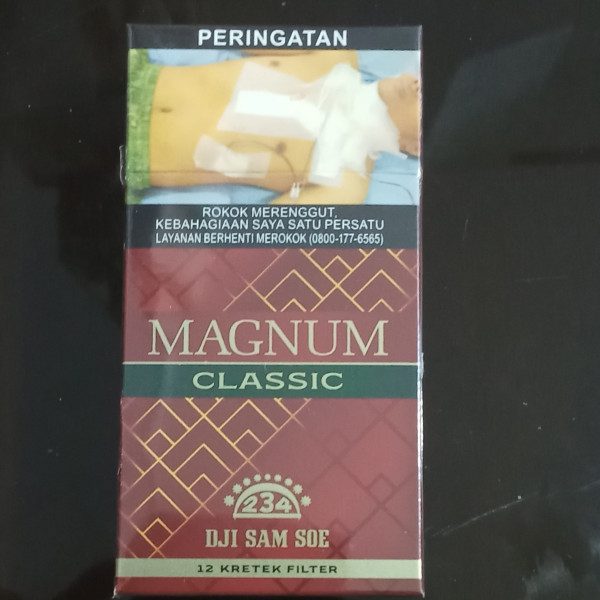 PERINGATAN
ROKOK MERENGGUT,
KEBAHAGIAAN SAYA SATU PERSATU
LAYANAN BERHENTI MEROKOK (0800-177-6565)
MAGNUM
CLASSIC
234
DJI SAM SOE
12 KRETEK FILTER